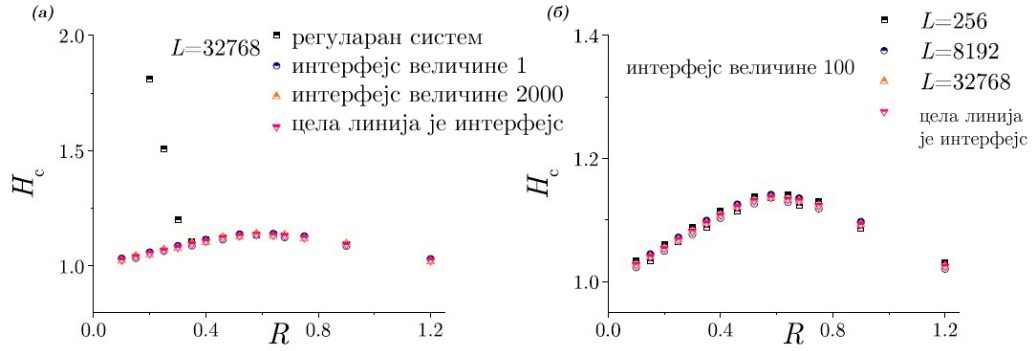 (а)
L=32768
регуларан систем
интерфејс величине 1
интерфејс величине 2000
цела линија је интерфејс
2.0
1.5
1.0
Hc
0.0
0.4
0.8
1.2
R
(б)
интерфејс величине 100
L=256
L=8192
L=32768
цела линија
је интерфејс
1.4
1.2
1.0
Hc
0.0
0.4
0.8
1.2
R